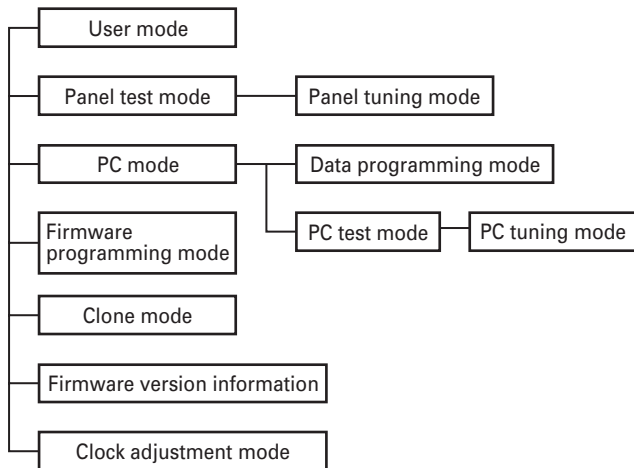 User mode
Panel test mode
Panel tuning mode
PC mode
Data programming mode
PC test mode
PC tuning mode
Firmware
programming mode
Clone mode
Firmware version information
Clock adjustment mode